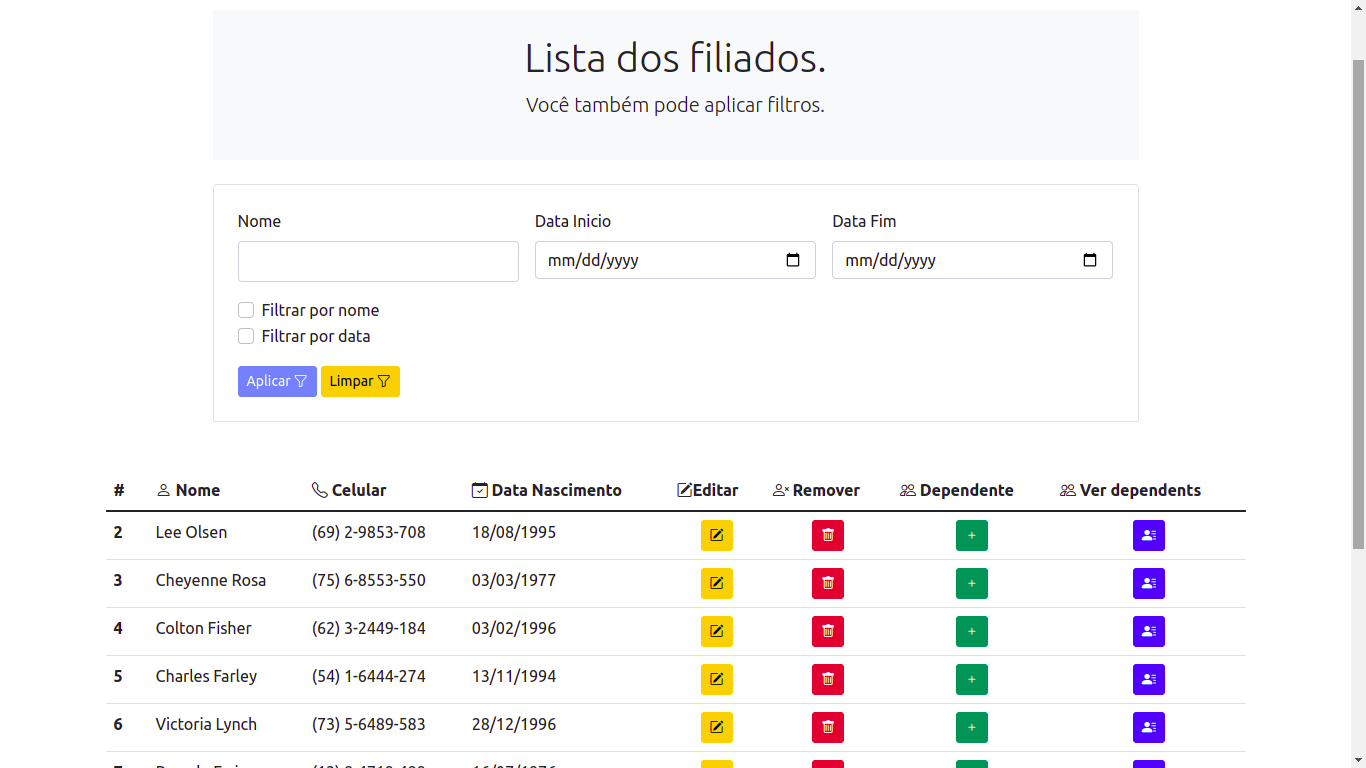 Lista dos filiados.
Você também pode aplicar filtros.
Nome Data Inicio Data Fim
mm/dd/yyyy mm/dd/yyyy
Filtrar por nome
Filtrar por data
Aplicar Limpar
# Nome Celular Data Nascimento Editar Remover Dependente Ver dependents
2 Lee Olsen (69) 2-9853-708 18/08/1995 +
3 Cheyenne Rosa (75) 6-8553-550 03/03/1977 +
4 Colton Fisher (62) 3-2449-184 03/02/1996 +
5 Charles Farley (54) 1-6444-274 13/11/1994 +
6 Victoria Lynch (73) 5-6489-583 28/12/1996 +